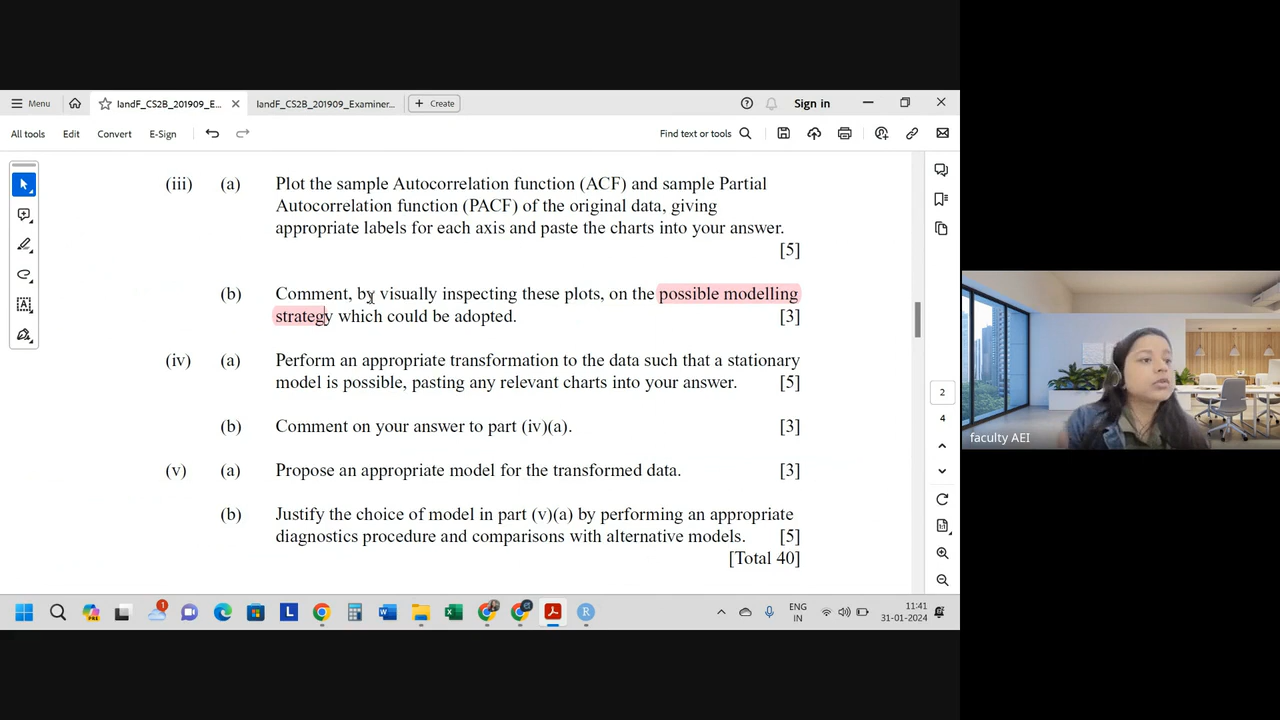 Menu
IandF_CS2B_201909_E...
IandF_CS2B_201909_Examiner...
Create
Sign in
All tools
Edit
Convert
E-Sign
Find text or tools
(iii) (a) Plot the sample Autocorrelation function (ACF) and sample Partial
Autocorrelation function (PACF) of the original data, giving
appropriate labels for each axis and paste the charts into your answer.
[5]
(b) Comment, by visually inspecting these plots, on the possible modelling
strategy which could be adopted. [3]
(iv) (a) Perform an appropriate transformation to the data such that a stationary
model is possible, pasting any relevant charts into your answer. [5]
(b) Comment on your answer to part (iv)(a). [3]
(v) (a) Propose an appropriate model for the transformed data. [3]
(b) Justify the choice of model in part (v)(a) by performing an appropriate
diagnostics procedure and comparisons with alternative models. [5]
[Total 40]
2
4
faculty AEI
1
PRE
L
R
ENG
IN
11:41
31-01-2024